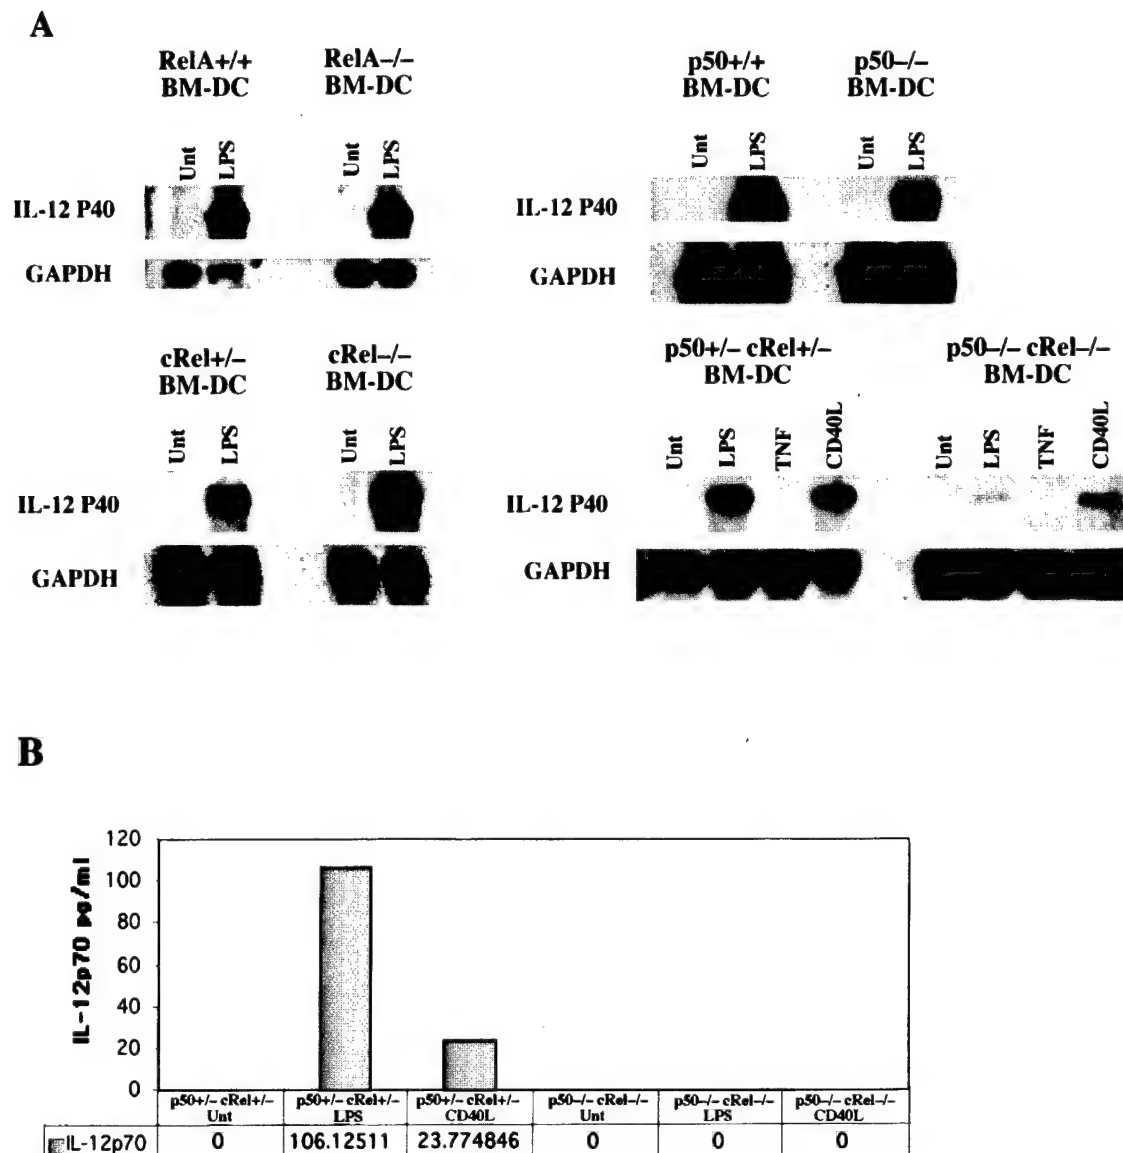 A
RelA+/+ RelA–/–
BM-DC BM-DC
Unt LPS Unt LPS
IL-12 P40
GAPDH
p50+/+ p50–/–
BM-DC BM-DC
Unt LPS Unt LPS
IL-12 P40
GAPDH
cRel+/– cRel–/–
BM-DC BM-DC
Unt LPS Unt LPS
IL-12 P40
GAPDH
p50+/– cRel+/– p50–/– cRel–/–
BM-DC BM-DC
Unt LPS TNF CD40L Unt LPS TNF CD40L
IL-12 P40
GAPDH
B
IL-12p70 pg/ml
120
100
80
60
40
20
0
p50+/– cRel+/– p50+/– cRel+/– p50+/– cRel+/– p50–/– cRel–/– p50–/– cRel–/– p50–/– cRel–/–
Unt LPS CD40L Unt LPS CD40L
IL-12p70 0 106.12511 23.774846 0 0 0